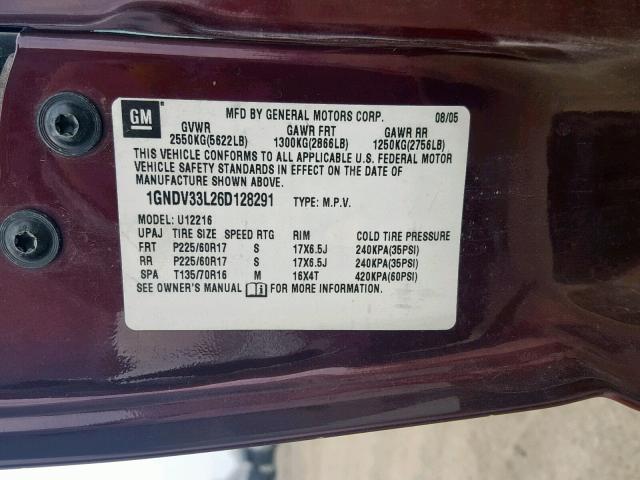 GM
MFD BY GENERAL MOTORS CORP. 08/05
GVWR GAWR FRT GAWR RR
2550KG(5622LB) 1300KG(2866LB) 1250KG(2756LB)
THIS VEHICLE CONFORMS TO ALL APPLICABLE U.S. FEDERAL MOTOR
VEHICLE SAFETY STANDARDS IN EFFECT ON THE DATE OF
MANUFACTURE SHOWN ABOVE.
1GNDV33L26D128291 TYPE: M.P.V.
MODEL: U12216
UPAJ TIRE SIZE SPEED RTG RIM COLD TIRE PRESSURE
FRT P225/60R17 S 17X6.5J 240KPA(35PSI)
RR P225/60R17 S 17X6.5J 240KPA(35PSI)
SPA T135/70R16 M 16X4T 420KPA(60PSI)
SEE OWNER'S MANUAL FOR MORE INFORMATION.